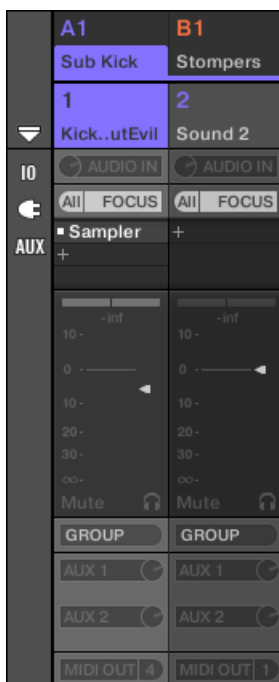 A1 B1
Sub Kick Stompers
1 2
Kick..utEvil Sound 2
IO AUDIO IN AUDIO IN
All FOCUS All FOCUS
AUX Sampler +
+
-inf -inf
10- 10-
0 - 0 -
10- 10-
20- 20-
30- 30-
∞- ∞-
Mute Mute
GROUP GROUP
AUX 1 AUX 1
AUX 2 AUX 2
MIDI OUT 4 MIDI OUT 1